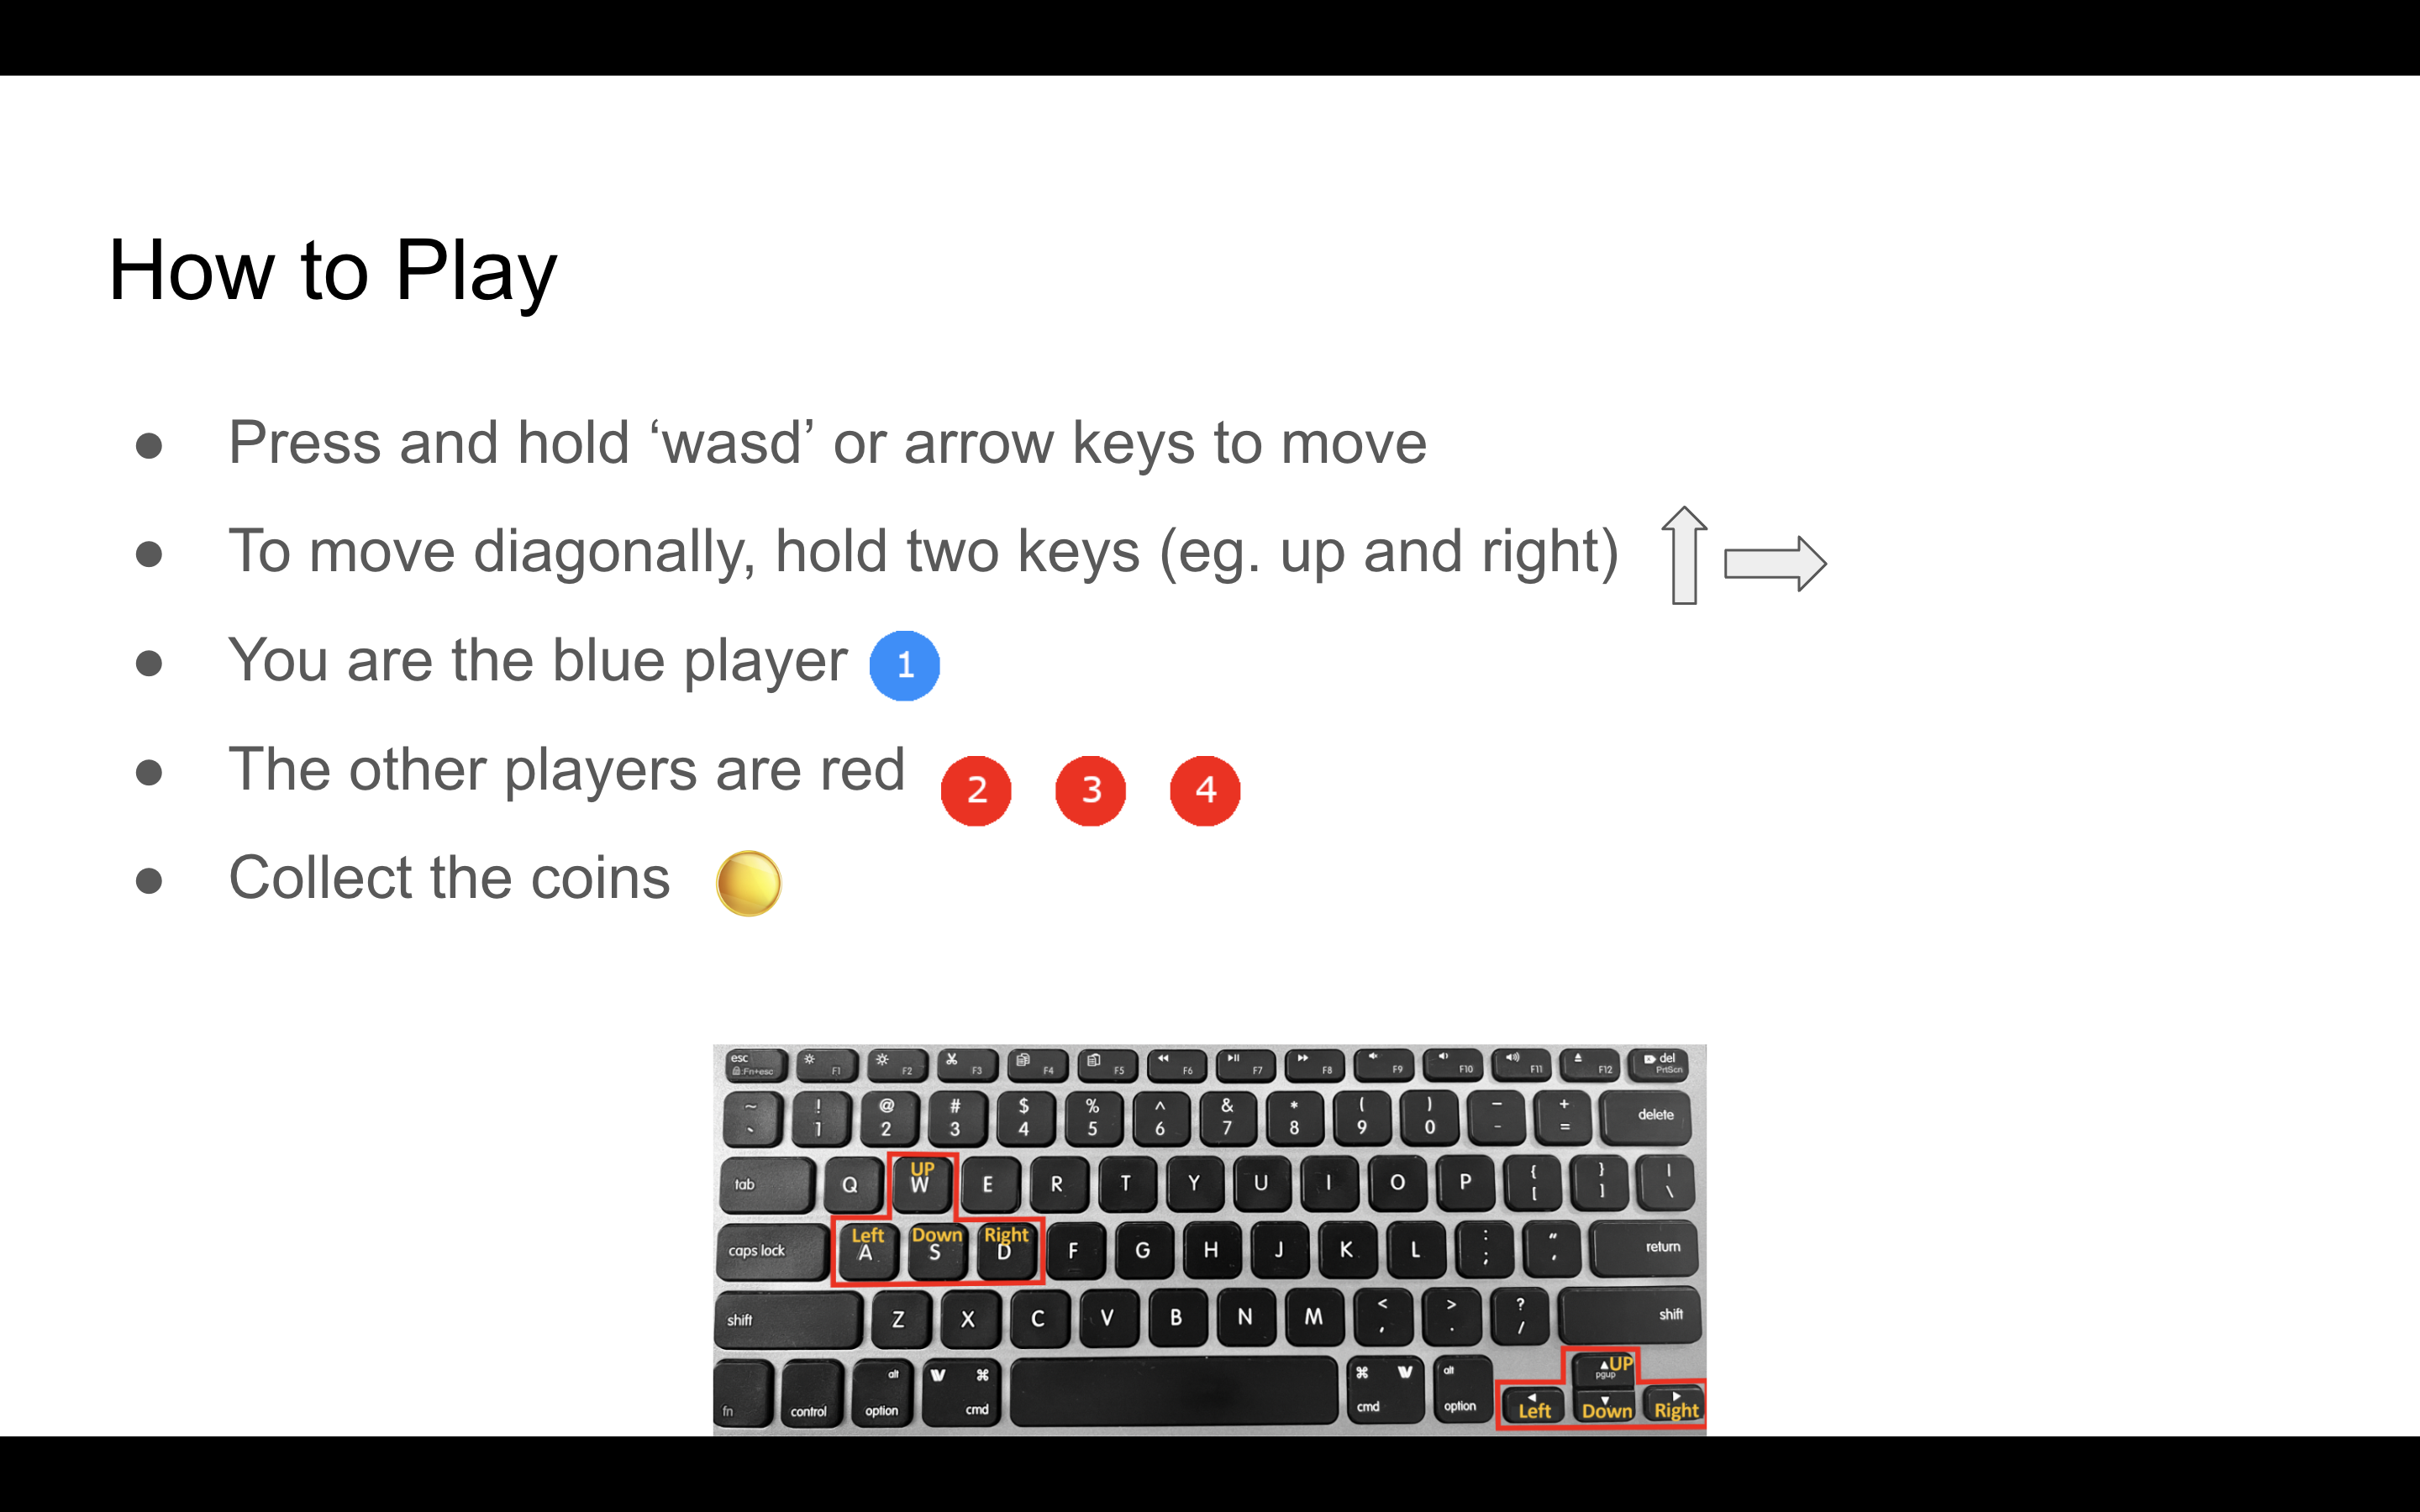 How to Play
● Press and hold ‘wasd’ or arrow keys to move
● To move diagonally, hold two keys (eg. up and right)
● You are the blue player 1
● The other players are red 2 3 4
● Collect the coins
esc F1 F2 F3 F4 F5 F6 F7 F8 F9 F10 F11 F12 del
Fn+esc PrtScn
~ ! @ # $ % ^ & * ( ) – +
` 1 2 3 4 5 6 7 8 9 0 - = delete
UP
tab Q W E R T Y U I O P { [ } ] | \
Left Down Right
caps lock A S D F G H J K L : ; " ' return
shift Z X C V B N M < , > . ? / shift
fn control alt option cmd ⌘ ⌘ cmd alt option
UP
pgup
Left Down Right